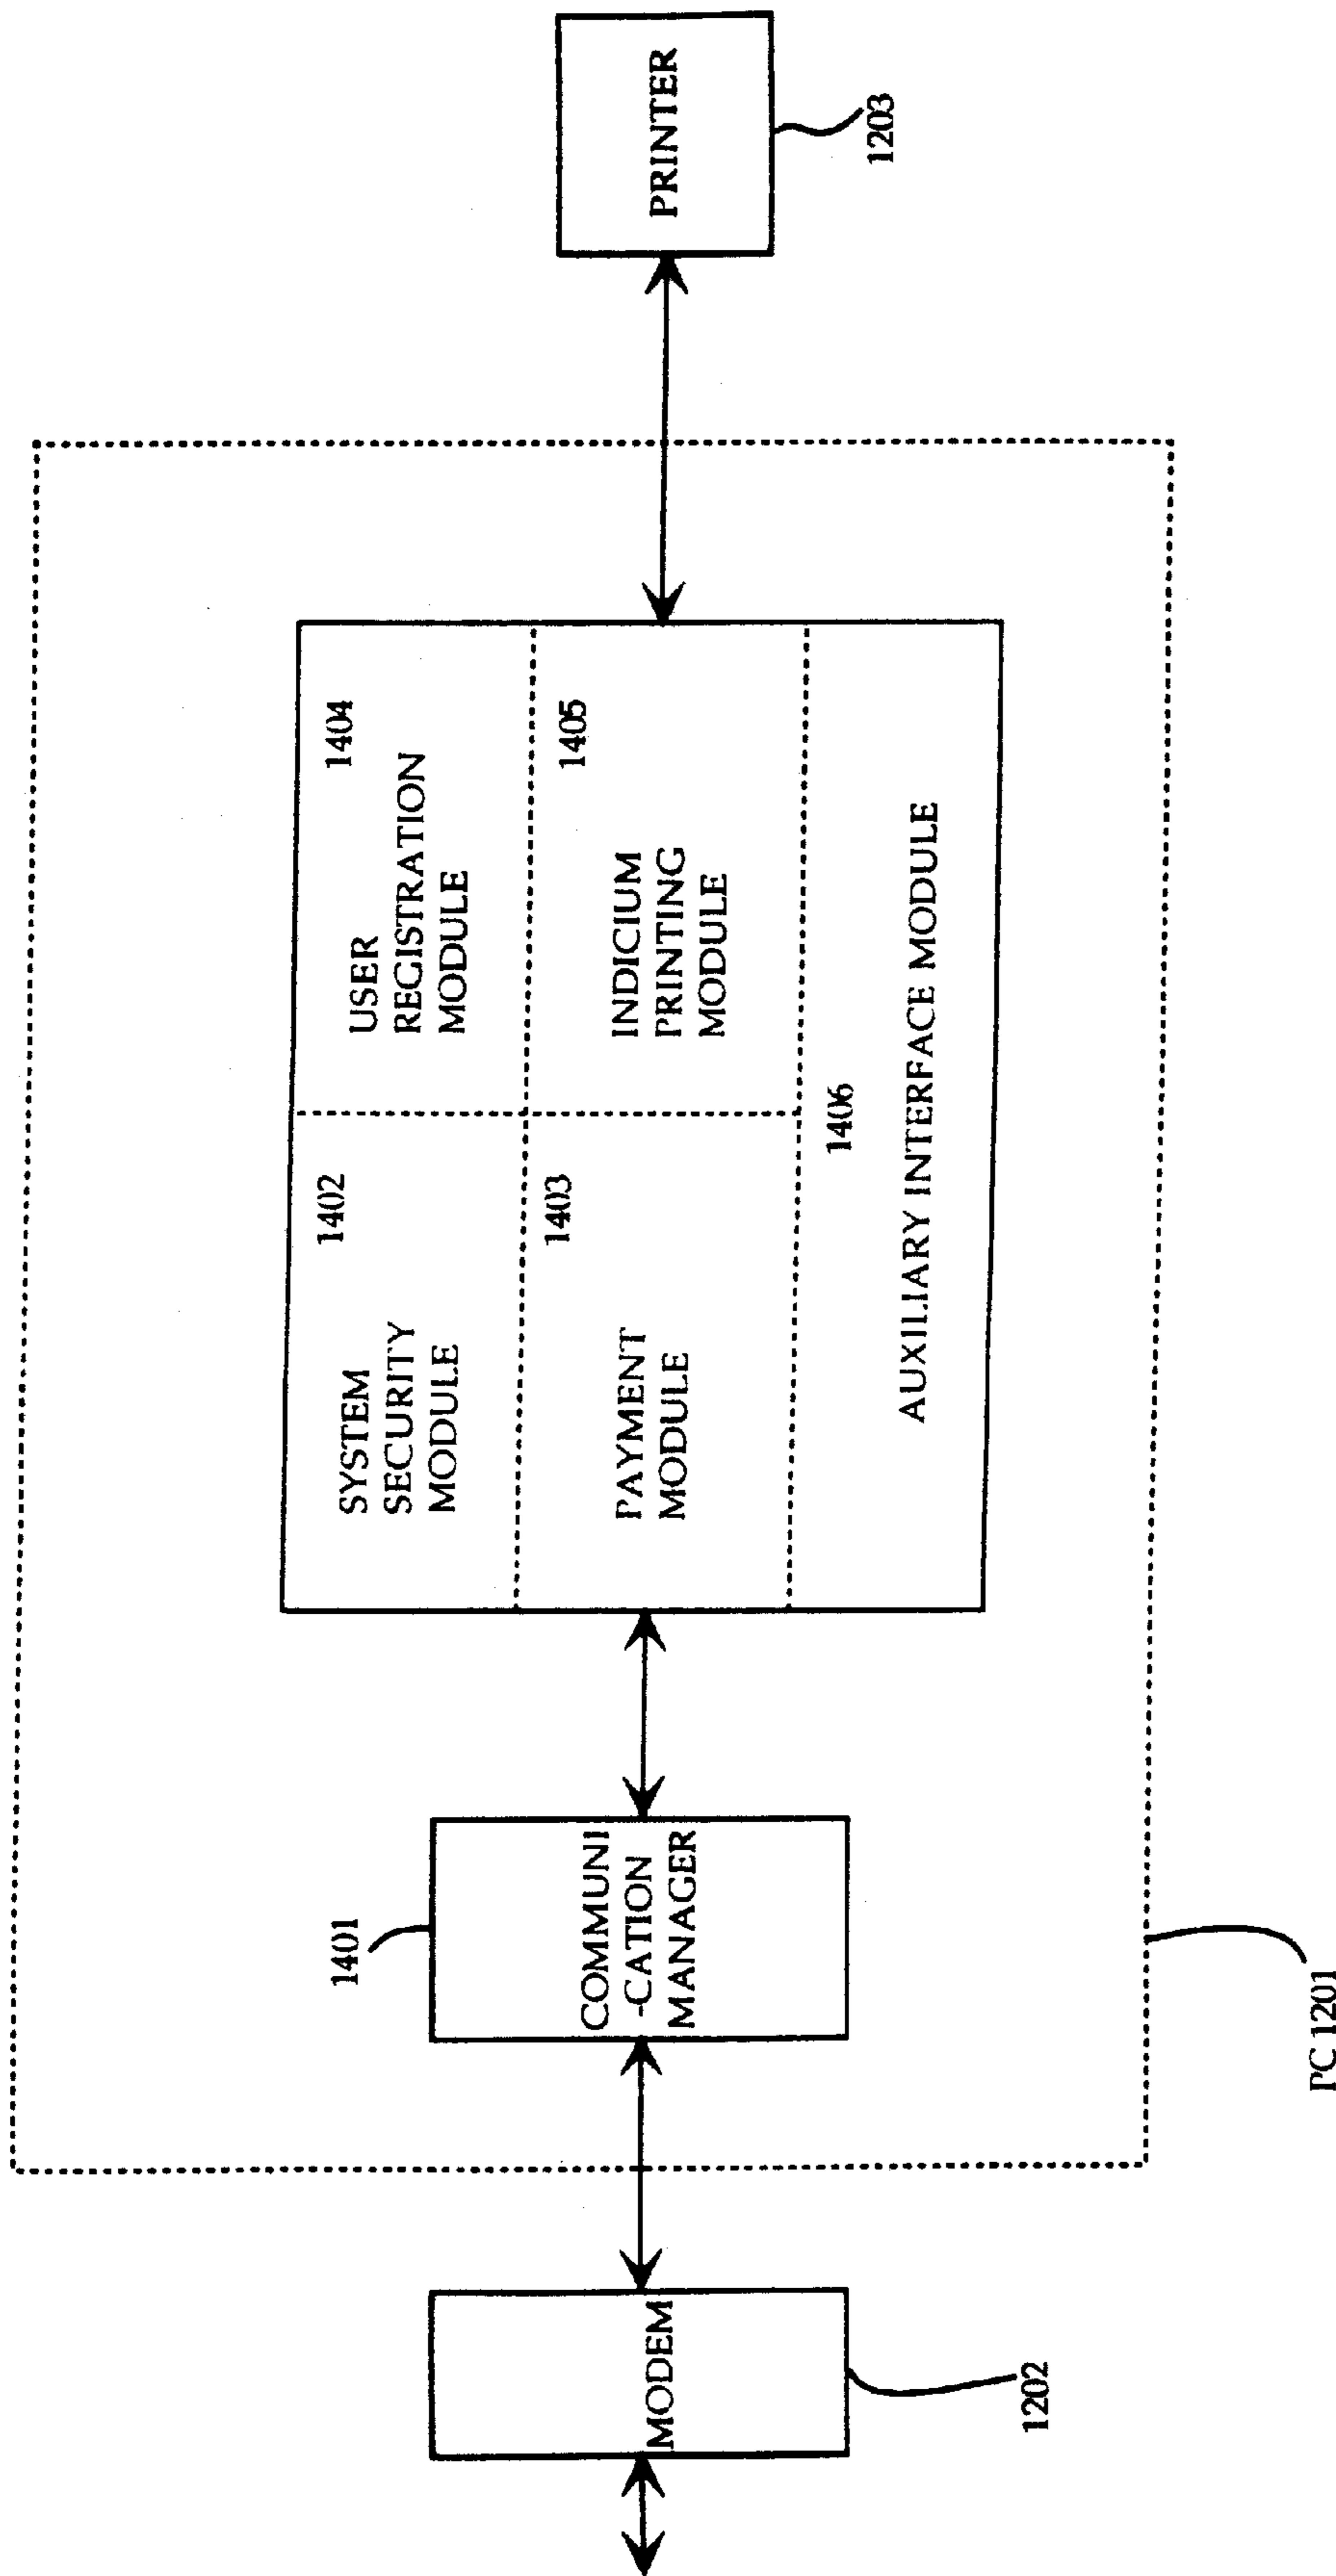 MODEM
1202
1401
COMMUNI
-CATION
MANAGER
PC 1201
1402
SYSTEM
SECURITY
MODULE
1404
USER
REGISTRATION
MODULE
1403
PAYMENT
MODULE
1405
INDICIUM
PRINTING
MODULE
1406
AUXILIARY INTERFACE MODULE
PRINTER
1203